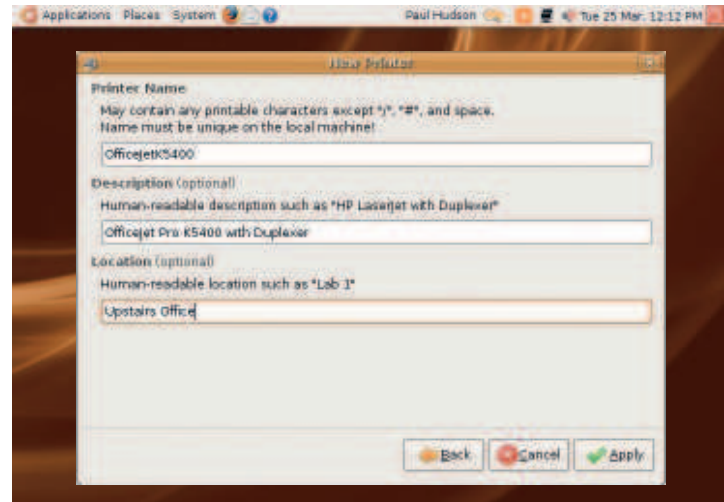 Applications Places System Paul Hudson Tue 25 Mar, 12:12 PM
New Printer
Printer Name
May contain any printable characters except "/", "#", and space.
Name must be unique on the local machine!
OfficeJetK5400
Description (optional)
Human-readable description such as "HP LaserJet with Duplexer"
OfficeJet Pro K5400 with Duplexer
Location (optional)
Human-readable location such as "Lab 1"
Upstairs Office
Back Cancel Apply